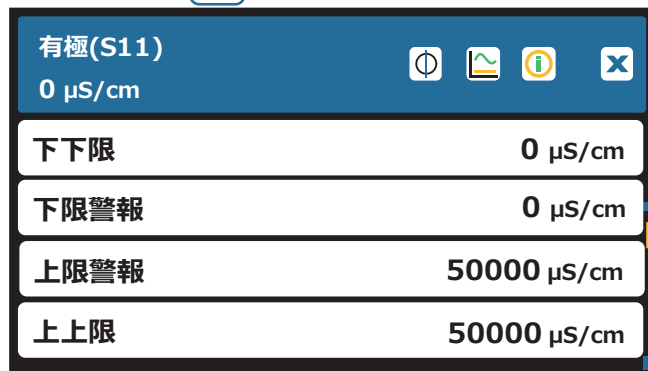 有極(S11)
0 μS/cm
下下限 0 μS/cm
下限警報 0 μS/cm
上限警報 50000 μS/cm
上上限 50000 μS/cm